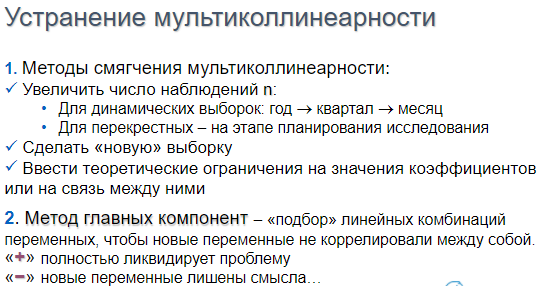 Устранение мультиколлинеарности
1. Методы смягчения мультиколлинеарности:
✓ Увеличить число наблюдений n:
• Для динамических выборок: год → квартал → месяц
• Для перекрестных – на этапе планирования исследования
✓ Сделать «новую» выборку
✓ Ввести теоретические ограничения на значения коэффициентов
или на связь между ними
2. Метод главных компонент – «подбор» линейных комбинаций
переменных, чтобы новые переменные не коррелировали между собой.
«+» полностью ликвидирует проблему
«−» новые переменные лишены смысла…